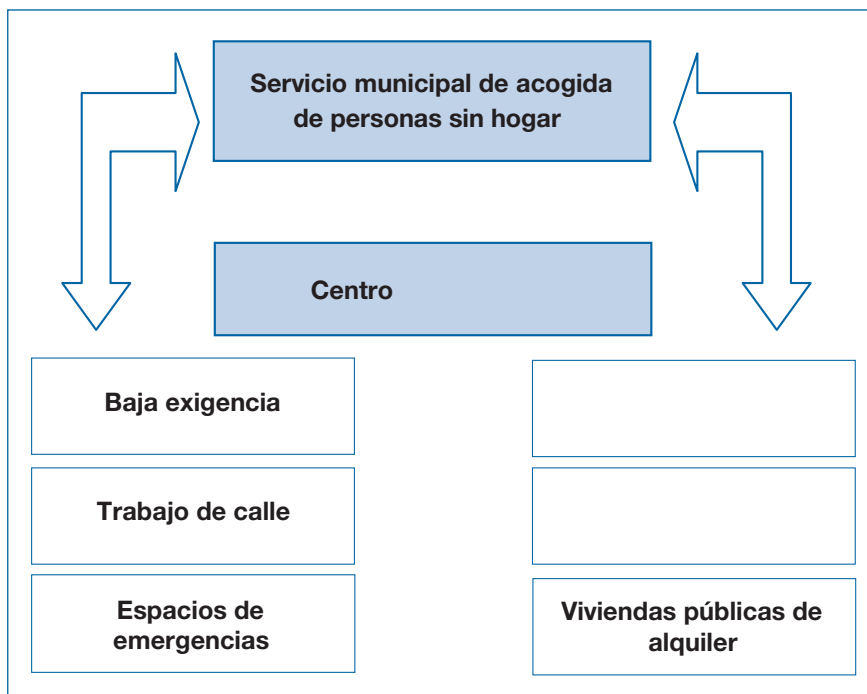 Servicio municipal de acogida
de personas sin hogar
Centro
Baja exigencia
Trabajo de calle
Espacios de
emergencias
Viviendas públicas de
alquiler